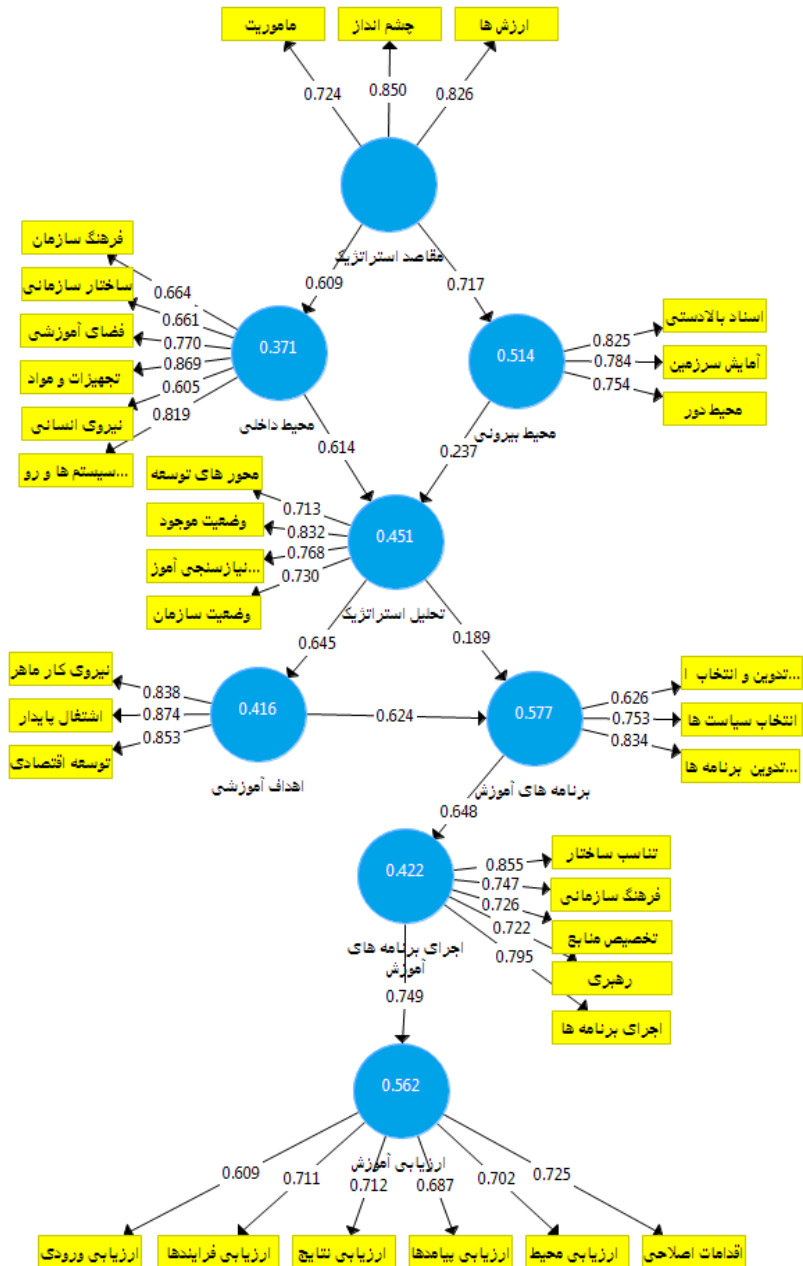 ماموریت
چشم انداز
ارزش ها
0.724
0.850
0.826
مقاصد استراتژیک
0.609
0.717
فرهنگ سازمان
ساختار سازمانی
فضای آموزشی
تجهیزات و مواد
نیروی انسانی
سیستم ها و رو...
0.664
0.661
0.770
0.869
0.605
0.819
0.371
محیط داخلی
0.514
محیط بیرونی
0.825
0.784
0.754
اسناد بالادستی
آمایش سرزمین
محیط دور
0.614
0.237
محور های توسعه
وضعیت موجود
نیازسنجی آموز...
وضعیت سازمان
0.713
0.832
0.768
0.730
0.451
تحلیل استراتژیک
0.645
0.189
نیروی کار ماهر
اشتغال پایدار
توسعه اقتصادی
0.838
0.874
0.853
0.416
اهداف آموزشی
0.624
0.577
برنامه های آموزش
0.626
0.753
0.834
تدوین و انتخاب ا...
انتخاب سیاست ها
تدوین برنامه ها...
0.648
0.422
اجرای برنامه های
آموزش
0.855
0.747
0.726
0.722
0.795
تناسب ساختار
فرهنگ سازمانی
تخصیص منابع
رهبری
اجرای برنامه ها
0.749
0.562
ارزیابی آموزش
0.609
0.711
0.712
0.687
0.702
0.725
ارزیابی ورودی
ارزیابی فرایندها
ارزیابی نتایج
ارزیابی پیامدها
ارزیابی محیط
اقدامات اصلاحی